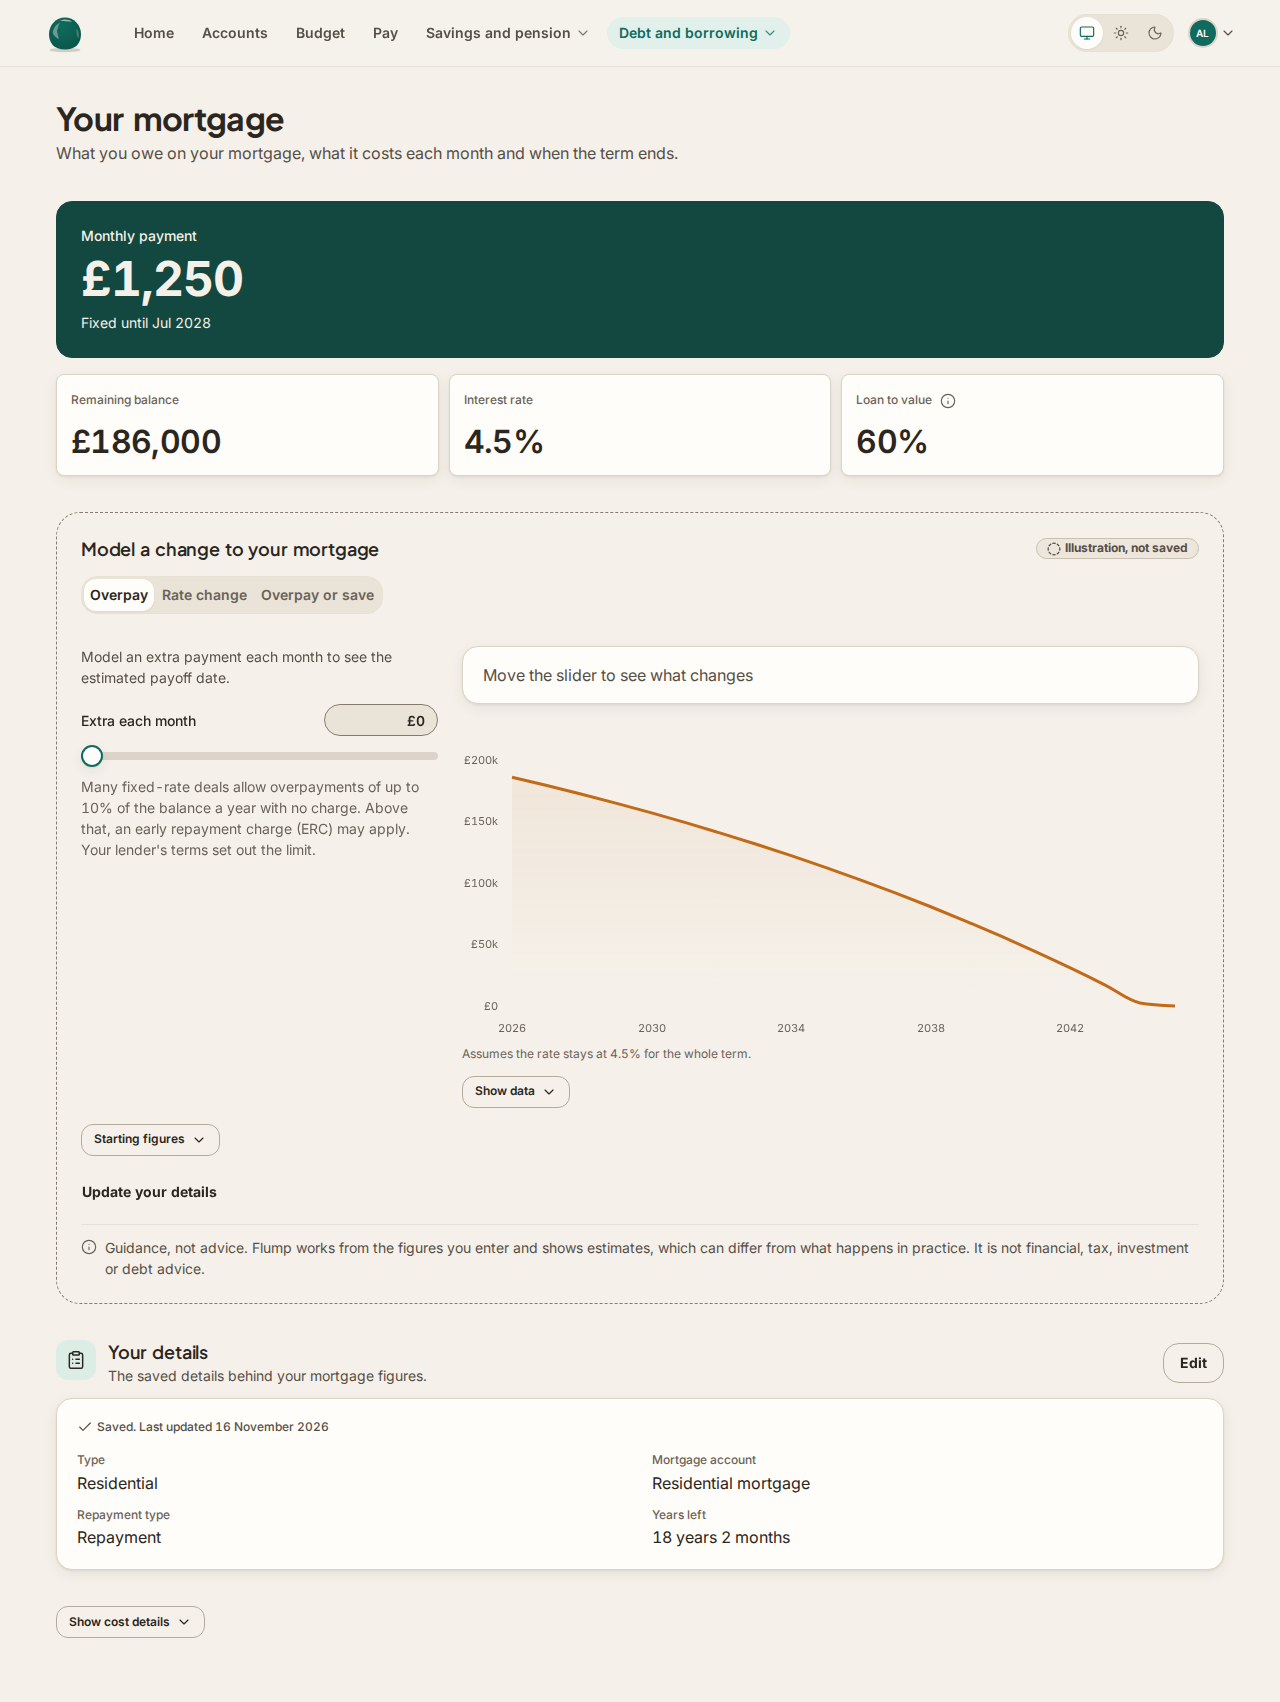 Home Accounts Budget Pay Savings and pension Debt and borrowing AL
Your mortgage
What you owe on your mortgage, what it costs each month and when the term ends.
Monthly payment
£1,250
Fixed until Jul 2028
Remaining balance
£186,000
Interest rate
4.5%
Loan to value
60%
Model a change to your mortgage
Illustration, not saved
Overpay Rate change Overpay or save
Model an extra payment each month to see the
estimated payoff date.
Extra each month £0
Many fixed-rate deals allow overpayments of up to
10% of the balance a year with no charge. Above
that, an early repayment charge (ERC) may apply.
Your lender's terms set out the limit.
Move the slider to see what changes
£200k
£150k
£100k
£50k
£0
2026 2030 2034 2038 2042
Assumes the rate stays at 4.5% for the whole term.
Show data
Starting figures
Update your details
Guidance, not advice. Flump works from the figures you enter and shows estimates, which can differ from what happens in practice. It is not financial, tax, investment
or debt advice.
Your details
The saved details behind your mortgage figures.
Edit
Saved. Last updated 16 November 2026
Type
Residential
Mortgage account
Residential mortgage
Repayment type
Repayment
Years left
18 years 2 months
Show cost details